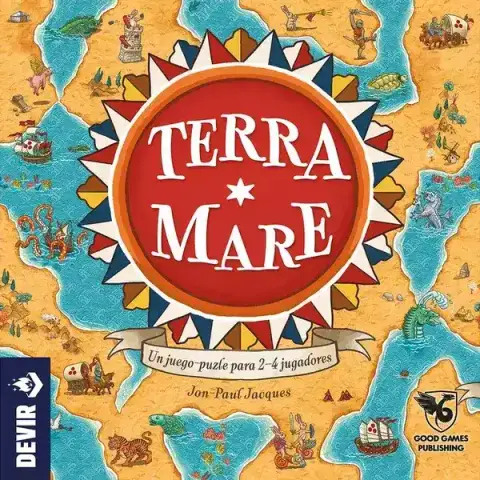 TERRA
MARE
Un juego-puzle para 2-4 jugadores
Jon-Paul Jacques
DEVIR
GOOD GAMES
PUBLISHING